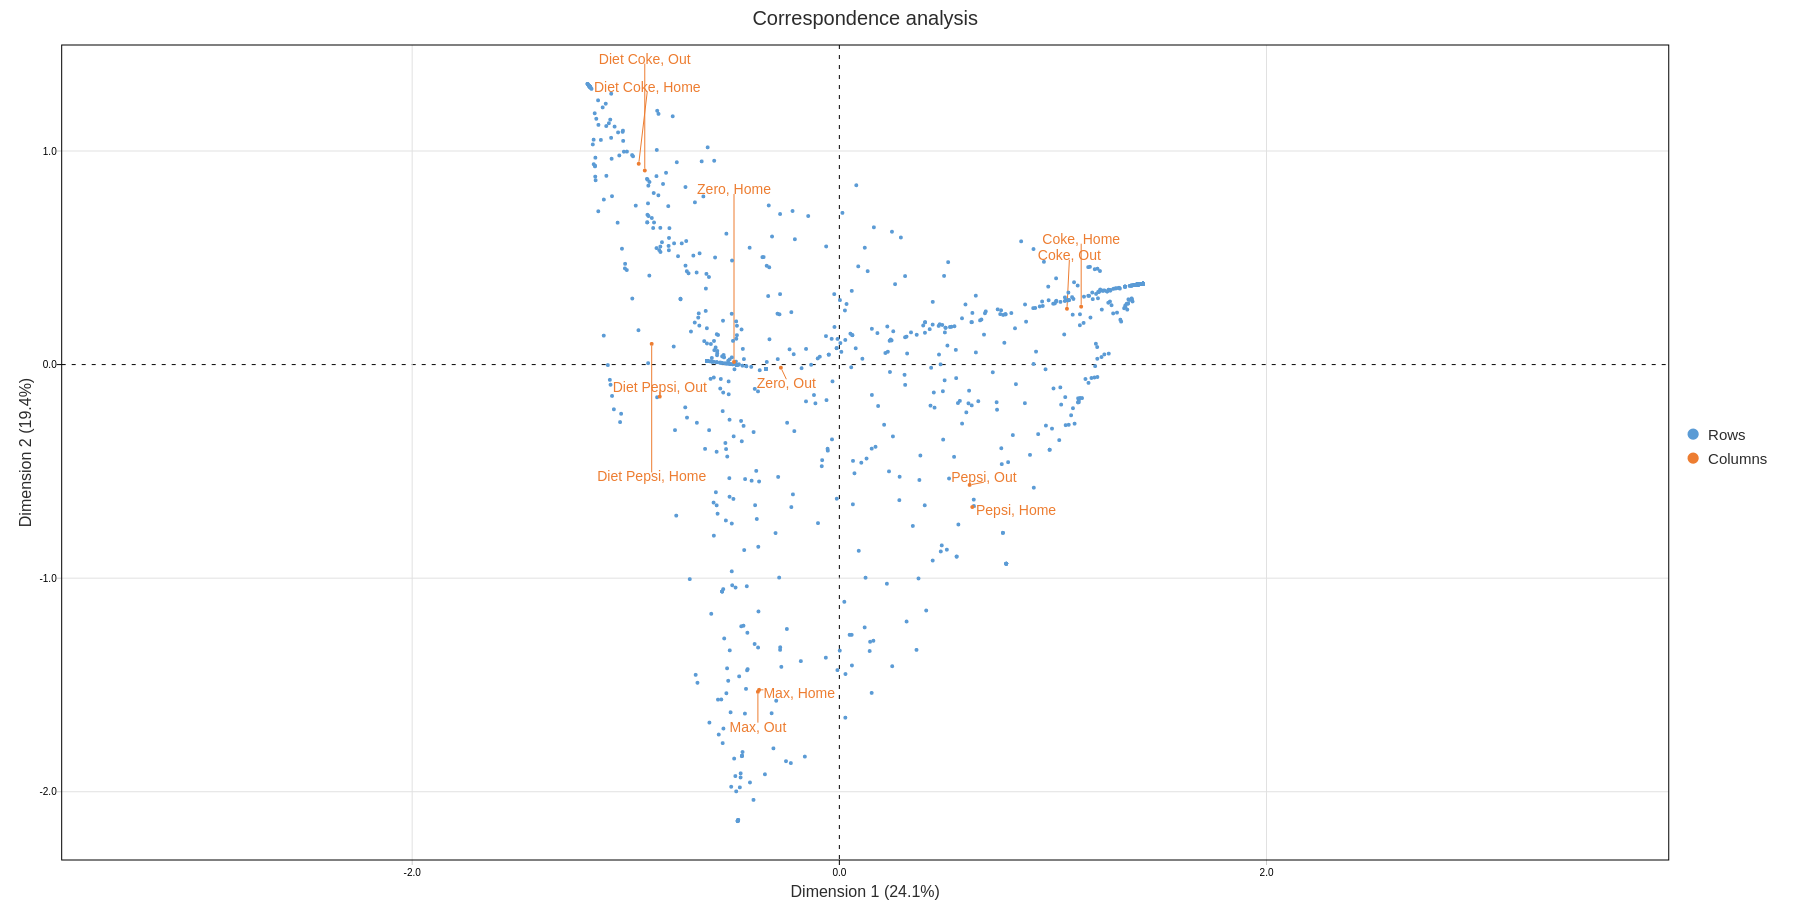 Correspondence analysis
Diet Coke, Out
Diet Coke, Home
1.0
Zero, Home
Coke, Home
Coke, Out
0.0
Zero, Out
Diet Pepsi, Out
Diet Pepsi, Home
Pepsi, Out
Pepsi, Home
Rows
Columns
Dimension 2 (19.4%)
-1.0
Max, Home
Max, Out
-2.0
-2.0
0.0
2.0
Dimension 1 (24.1%)